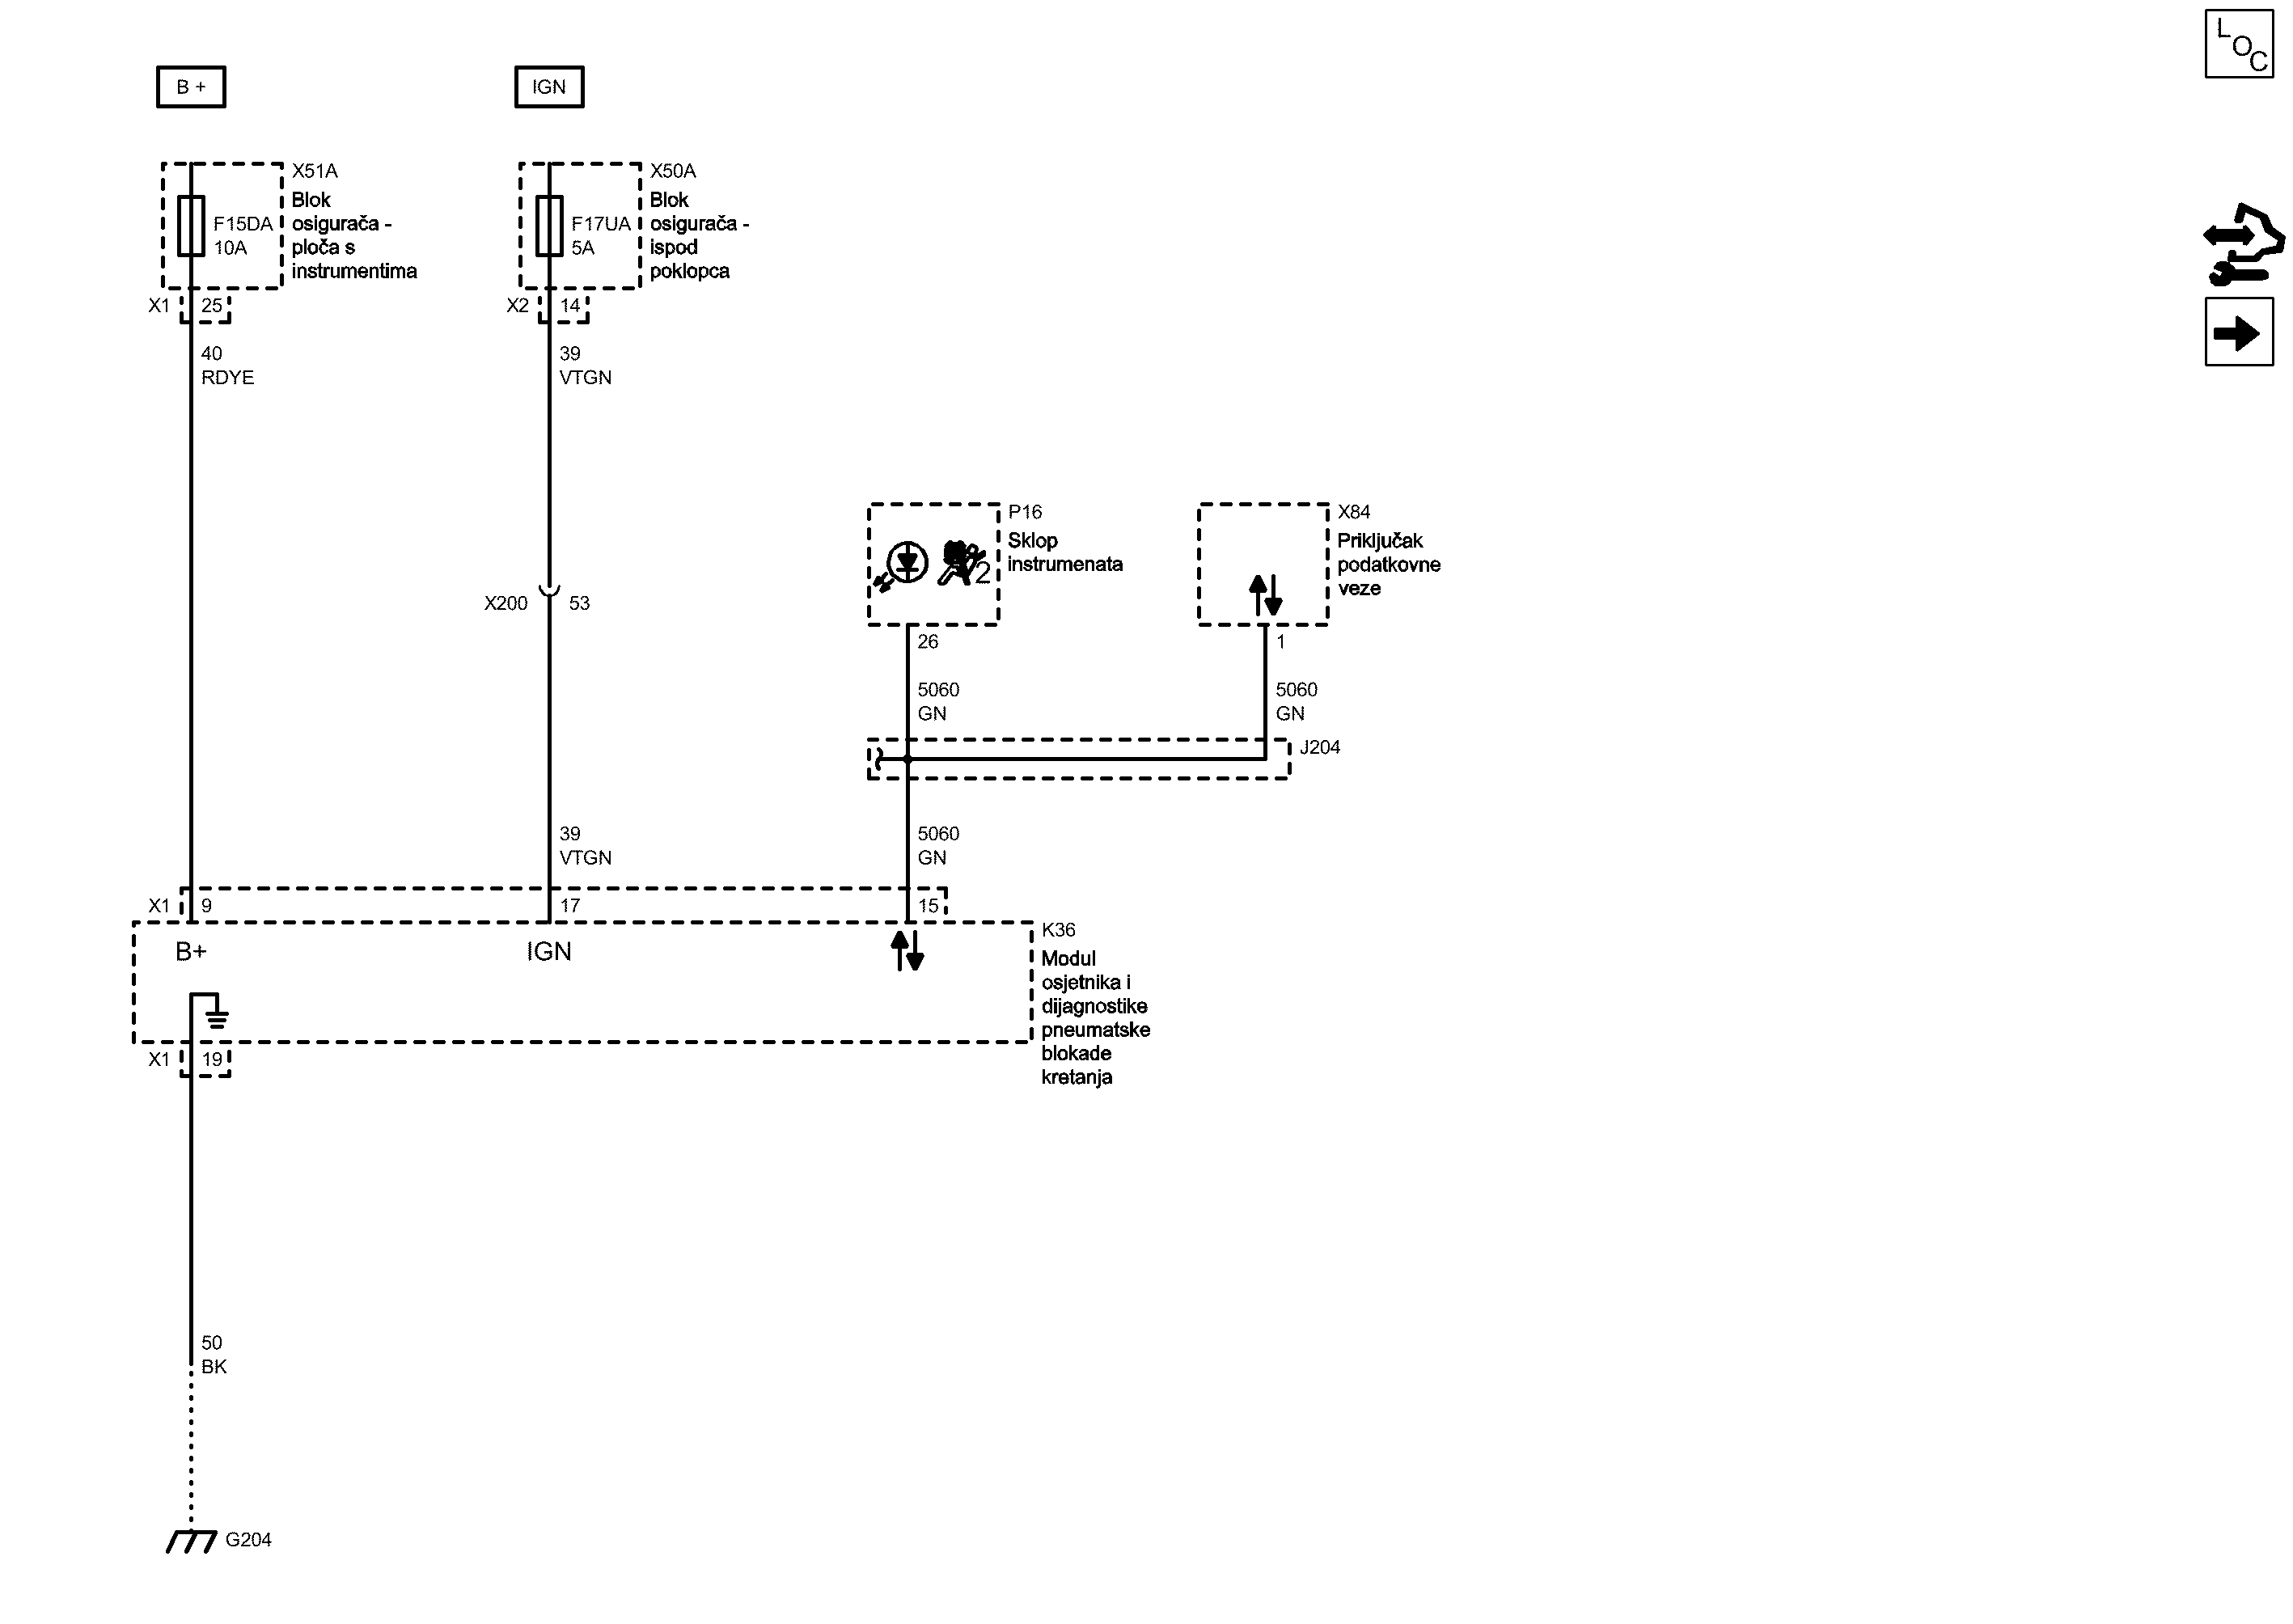 LOC
B +
IGN
X51A
Blok
osigurača -
ploča s
instrumentima
F15DA
10A
X1
25
40
RDYE
X50A
Blok
osigurača -
ispod
poklopca
F17UA
5A
X2
14
39
VTGN
X200
53
P16
Sklop
instrumenata
2
26
5060
GN
X84
Priključak
podatkovne
veze
1
5060
GN
J204
39
VTGN
5060
GN
X1
9
17
15
B+
IGN
K36
Modul
osjetnika i
dijagnostike
pneumatske
blokade
kretanja
X1
19
50
BK
G204